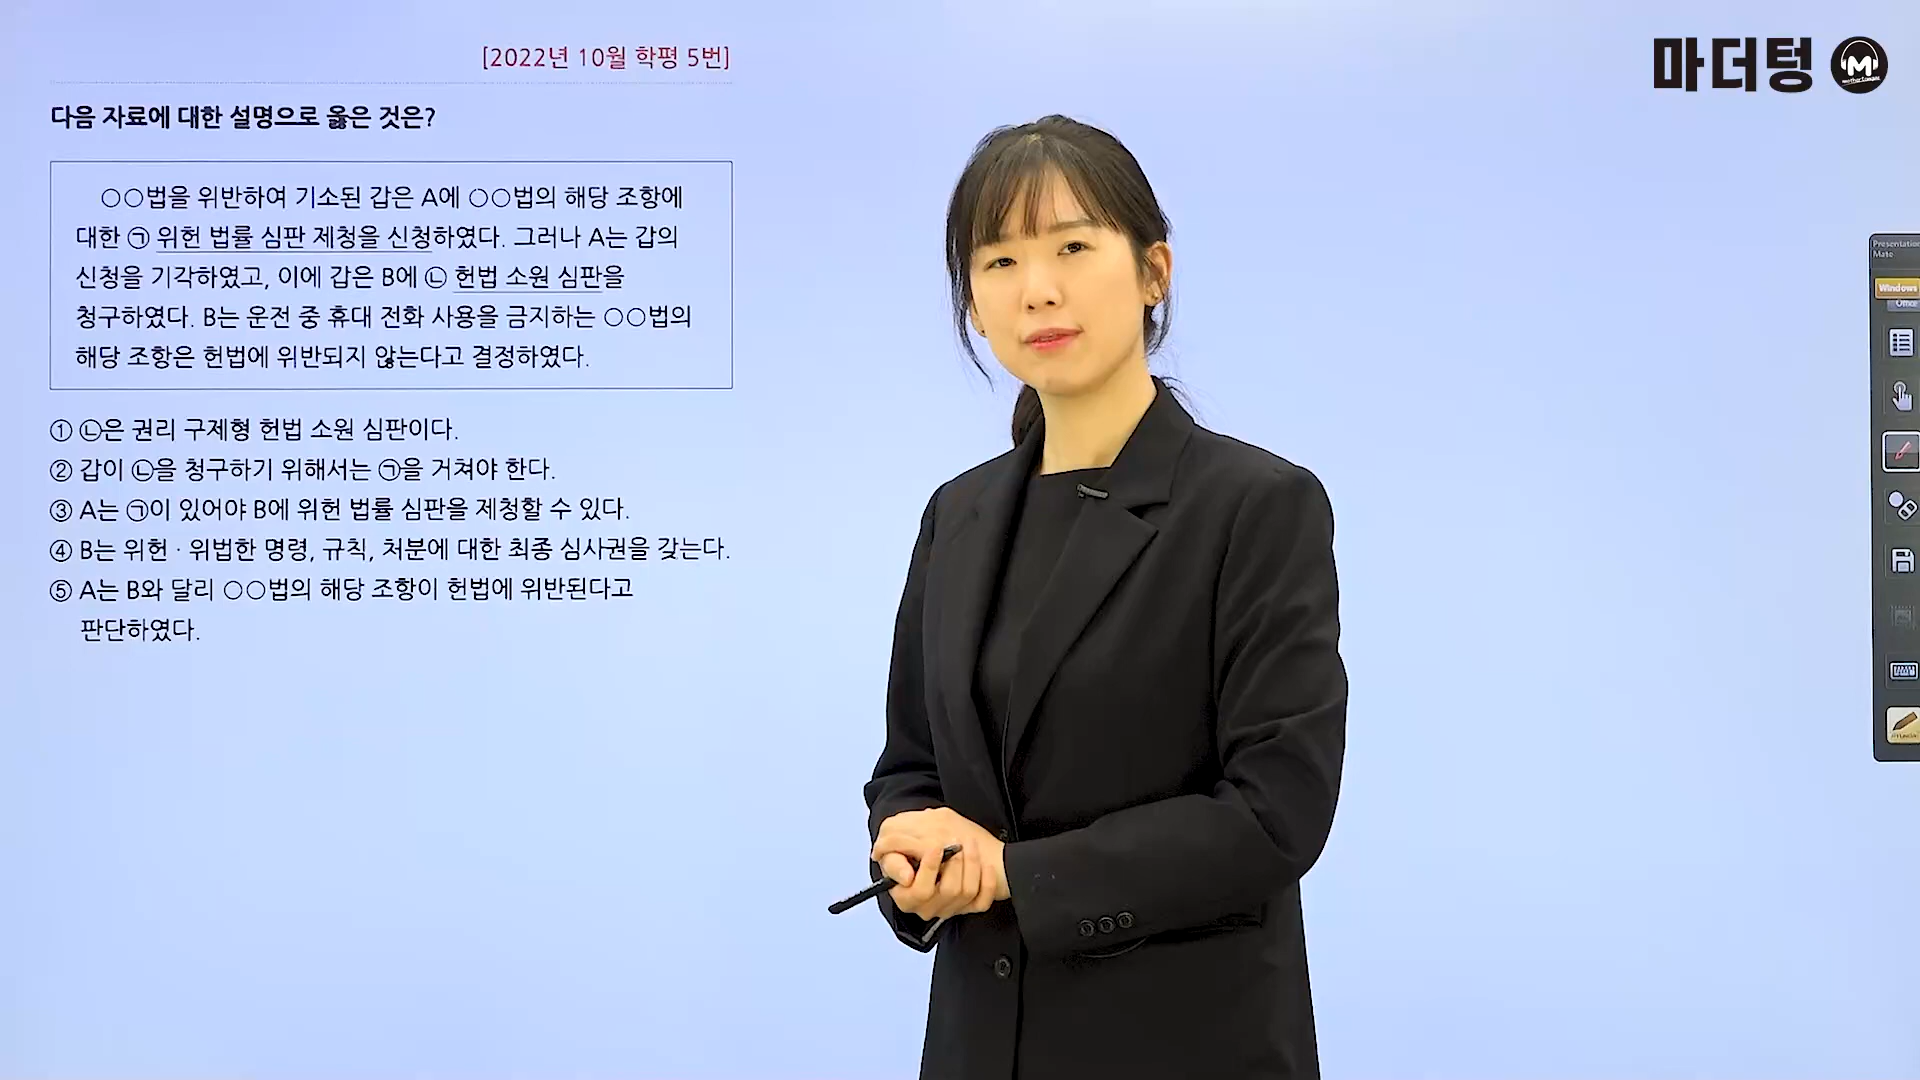 [2022년 10월 학평 5번]
마더텅
다음 자료에 대한 설명으로 옳은 것은?
○○법을 위반하여 기소된 갑은 A에 ○○법의 해당 조항에
대한 ㉠ 위헌 법률 심판 제청을 신청하였다. 그러나 A는 갑의
신청을 기각하였고, 이에 갑은 B에 ㉡ 헌법 소원 심판을
청구하였다. B는 운전 중 휴대 전화 사용을 금지하는 ○○법의
해당 조항은 헌법에 위반되지 않는다고 결정하였다.
① ㉡은 권리 구제형 헌법 소원 심판이다.
② 갑이 ㉡을 청구하기 위해서는 ㉠을 거쳐야 한다.
③ A는 ㉠이 있어야 B에 위헌 법률 심판을 제청할 수 있다.
④ B는 위헌 · 위법한 명령, 규칙, 처분에 대한 최종 심사권을 갖는다.
⑤ A는 B와 달리 ○○법의 해당 조항이 헌법에 위반된다고
판단하였다.
Presentation
Mate
Windows
Office